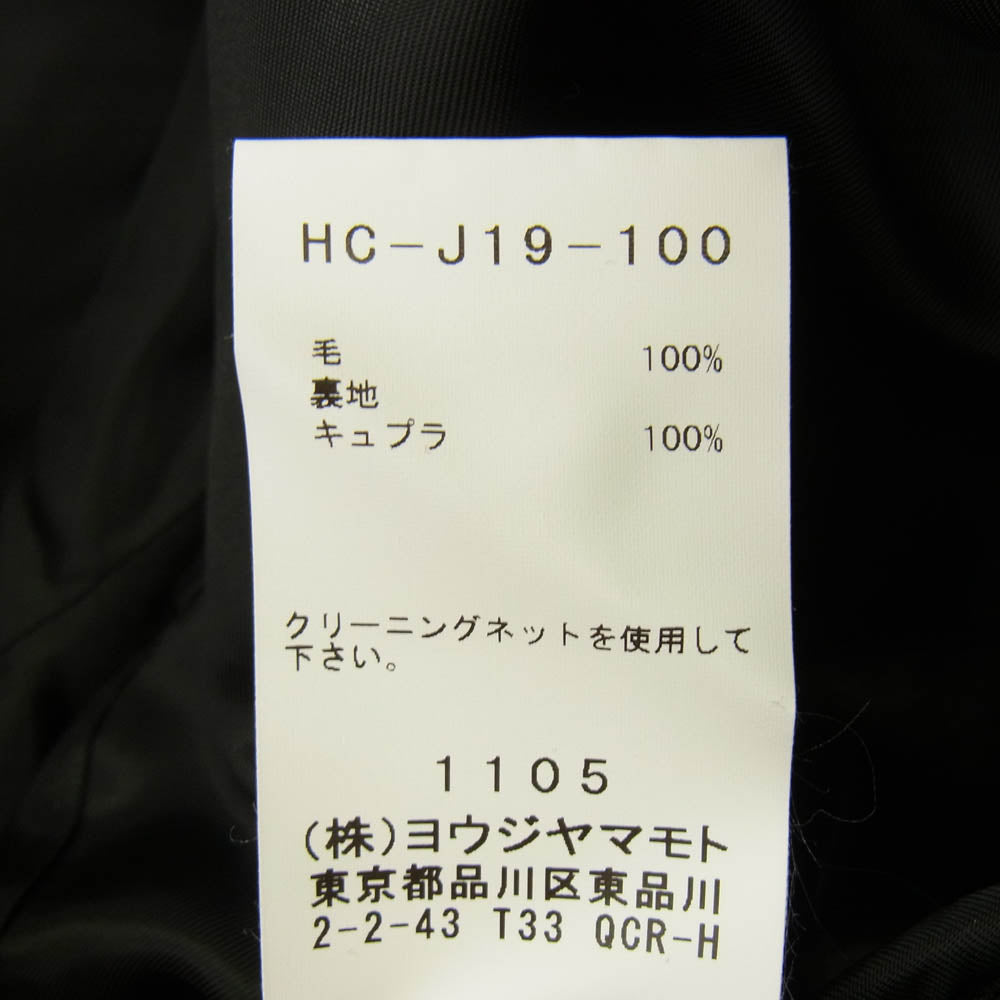 HC-J19-100
毛 100%
裏地
キュプラ 100%
クリーニングネットを使用して
下さい。
1105
(株)ヨウジヤマモト
東京都品川区東品川
2-2-43 T33 QCR-H